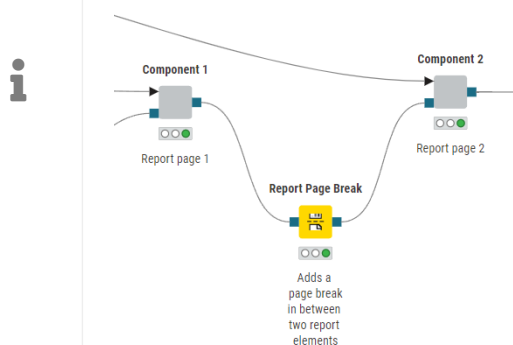 Component 1
Report page 1
Component 2
Report page 2
Report Page Break
Adds a
page break
in between
two report
elements